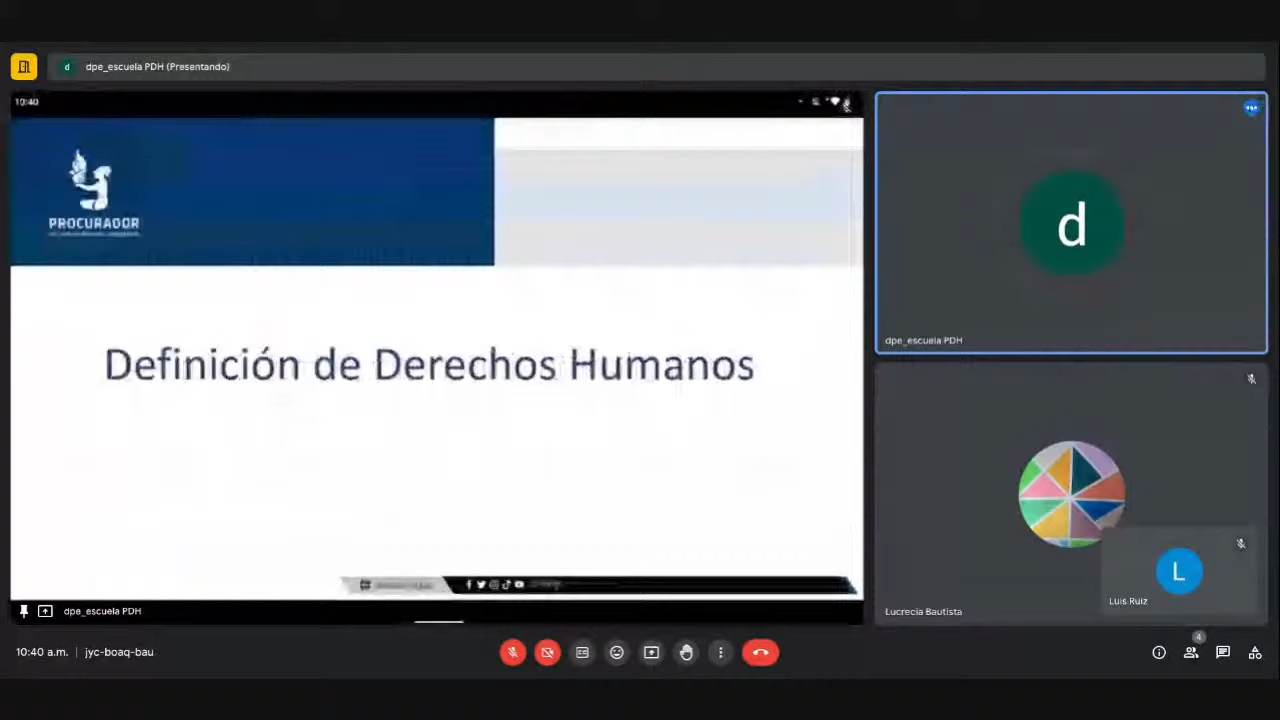 dpe_escuela PDH (Presentando)
10:40
PROCURADOR
Definición de Derechos Humanos
dpe_escuela PDH
d
dpe_escuela PDH
Lucrecia Bautista
L
Luis Ruiz
10:40 a.m. | jyc-boaq-bau
4